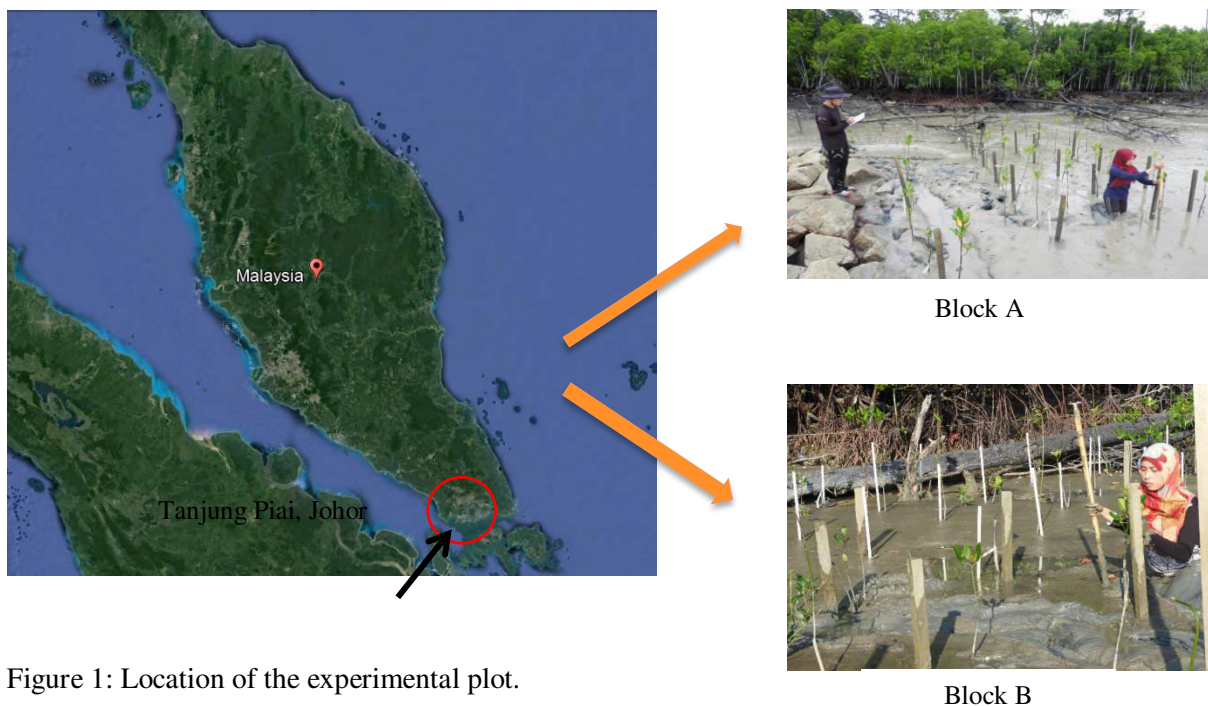 Malaysia
Tanjung Piai, Johor
Block A
Block B
Figure 1: Location of the experimental plot.